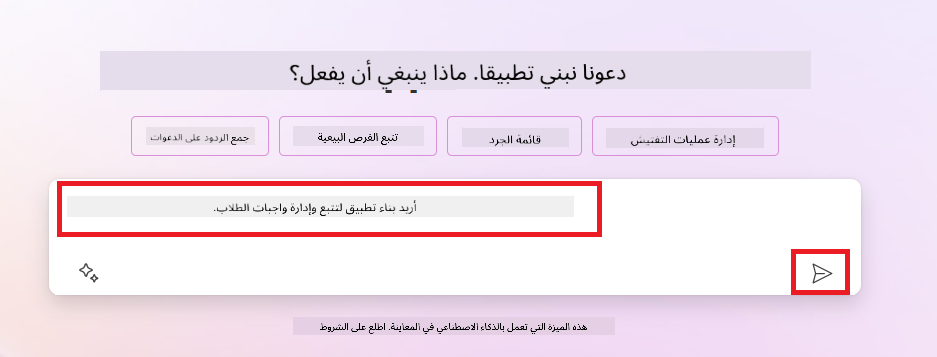 دعونا نبني تطبيقا. ماذا ينبغي أن يفعل؟
إدارة عمليات التفتيش
قائمة الجرد
تتبع الفرص البيعية
جمع الردود على الدعوات
أريد بناء تطبيق لتتبع وإدارة واجبات الطلاب.
هذه الميزة التي تعمل بالذكاء الاصطناعي في المعاينة. اطلع على الشروط